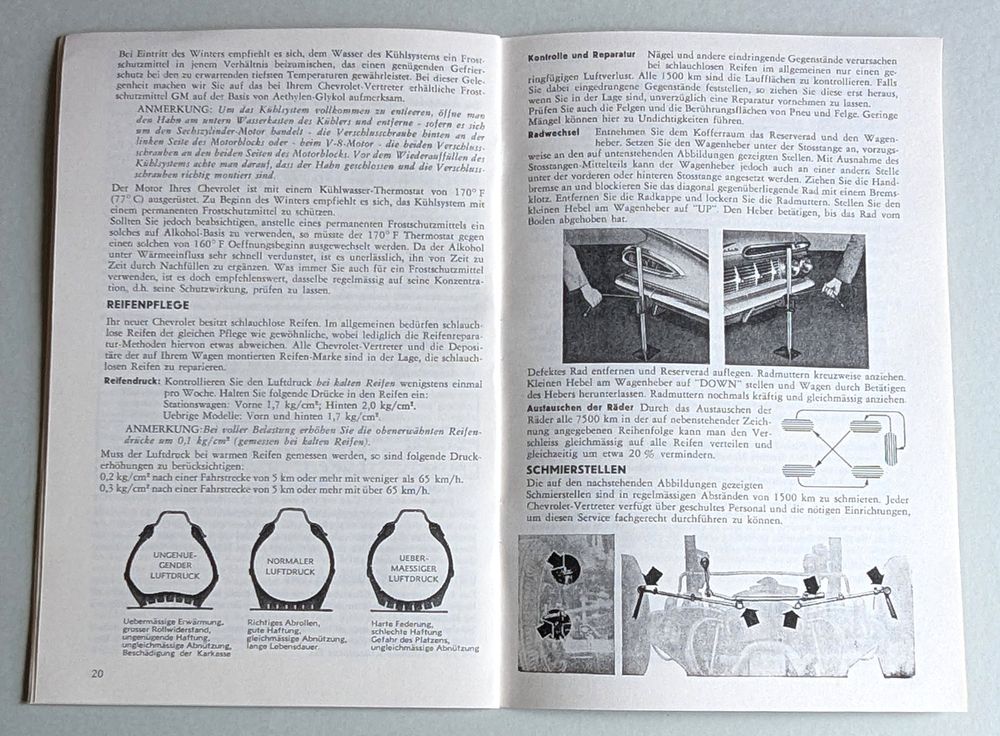 Bei Eintritt des Winters empfiehlt es sich, dem Wasser des Kühlsystems ein Frost-
schutzmittel in jenem Verhältnis beizumischen, das einen genügenden Gefrier-
schutz bei den zu erwartenden tiefsten Temperaturen gewährleistet. Bei dieser Gele-
genheit machen wir Sie auf das bei Ihrem Chevrolet-Vertreter erhältliche Frost-
schutzmittel GM auf der Basis von Aethylen-Glykol aufmerksam.
ANMERKUNG: Um das Kühlsystem vollkommen zu entleeren, öffne man
den Hahn am untern Wasserkasten des Kühlers und entferne - sofern es sich
um den Sechszylinder-Motor handelt - die Verschlusschraube hinten an der
linken Seite des Motorblocks oder - beim V-8-Motor - die beiden Verschluss-
schrauben an den beiden Seiten des Motorblocks. Vor dem Wiederauffüllen des
Kühlsystems achte man darauf, dass der Hahn geschlossen und die Verschluss-
schrauben richtig montiert sind.
Der Motor Ihres Chevrolet ist mit einem Kühlwasser-Thermostat von 170° F
(77° C) ausgerüstet. Zu Beginn des Winters empfiehlt es sich, das Kühlsystem mit
einem permanenten Frostschutzmittel zu schützen.
Sollten Sie jedoch beabsichtigen, anstelle eines permanenten Frostschutzmittels ein
solches auf Alkohol-Basis zu verwenden, so müsste der 170° F Thermostat gegen
einen solchen von 160° F Oeffnungsbeginn ausgewechselt werden. Da der Alkohol
unter Wärmeeinfluss sehr schnell verdunstet, ist es unerlässlich, ihn von Zeit zu
Zeit durch Nachfüllen zu ergänzen. Was immer Sie auch für ein Frostschutzmittel
verwenden, ist es doch empfehlenswert, dasselbe regelmässig auf seine Konzentra-
tion, d.h. seine Schutzwirkung, prüfen zu lassen.
REIFENPFLEGE
Ihr neuer Chevrolet besitzt schlauchlose Reifen. Im allgemeinen bedürfen schlauch-
lose Reifen der gleichen Pflege wie gewöhnliche, wobei lediglich die Reifenrepara-
tur-Methoden hiervon etwas abweichen. Alle Chevrolet-Vertreter und die Deposi-
täre der auf Ihrem Wagen montierten Reifen-Marke sind in der Lage, die schlauch-
losen Reifen zu reparieren.
Reifendruck: Kontrollieren Sie den Luftdruck bei kalten Reifen wenigstens einmal
pro Woche. Halten Sie folgende Drücke in den Reifen ein:
Stationswagen: Vorne 1,7 kg/cm²; Hinten 2,0 kg/cm².
Uebrige Modelle: Vorn und hinten 1,7 kg/cm².
ANMERKUNG: Bei voller Belastung erhöben Sie die obenerwähnten Reifen-
drücke um 0,1 kg/cm² (gemessen bei kalten Reifen).
Muss der Luftdruck bei warmen Reifen gemessen werden, so sind folgende Druck-
erhöhungen zu berücksichtigen:
0,2 kg/cm² nach einer Fahrstrecke von 5 km oder mehr mit weniger als 65 km/h.
0,3 kg/cm² nach einer Fahrstrecke von 5 km oder mehr mit über 65 km/h.
UNGENUE-
GENDER
LUFTDRUCK
NORMALER
LUFTDRUCK
UEBER-
MAESSIGER
LUFTDRUCK
Uebermässige Erwärmung,
grosser Rollwiderstand,
ungenügende Haftung,
ungleichmässige Abnützung,
Beschädigung der Karkasse
Richtiges Abrollen,
gute Haftung,
gleichmässige Abnützung,
lange Lebensdauer.
Harte Federung,
schlechte Haftung
Gefahr des Platzens,
ungleichmässige Abnützung
20
Kontrolle und Reparatur Nägel und andere eindringende Gegenstände verursachen
bei schlauchlosen Reifen im allgemeinen nur einen ge-
ringfügigen Luftverlust. Alle 1500 km sind die Laufflächen zu kontrollieren. Falls
Sie dabei eingedrungene Gegenstände feststellen, so ziehen Sie diese erst heraus,
wenn Sie in der Lage sind, unverzüglich eine Reparatur vornehmen zu lassen.
Prüfen Sie auch die Felgen und die Berührungsflächen von Pneu und Felge. Geringe
Mängel können hier zu Undichtigkeiten führen.
Radwechsel Entnehmen Sie dem Kofferraum das Reserverad und den Wagen-
heber. Setzen Sie den Wagenheber unter der Stosstange an, vorzugs-
weise an den auf untenstehenden Abbildungen gezeigten Stellen. Mit Ausnahme des
Stosstangen-Mittelteils kann der Wagenheber jedoch auch an einer andern Stelle
unter der vorderen oder hinteren Stosstange angesetzt werden. Ziehen Sie die Hand-
bremse an und blockieren Sie das diagonal gegenüberliegende Rad mit einem Brems-
klotz. Entfernen Sie die Radkappe und lockern Sie die Radmuttern. Stellen Sie den
kleinen Hebel am Wagenheber auf "UP". Den Heber betätigen, bis das Rad vom
Boden abgehoben hat.
Defektes Rad entfernen und Reserverad auflegen. Radmuttern kreuzweise anziehen.
Kleinen Hebel am Wagenheber auf "DOWN" stellen und Wagen durch Betätigen
des Hebers herunterlassen. Radmuttern nochmals kräftig und gleichmässig anziehen.
Austauschen der Räder Durch das Austauschen der
Räder alle 7500 km in der auf nebenstehender Zeich-
nung angegebenen Reihenfolge kann man den Ver-
schleiss gleichmässig auf alle Reifen verteilen und
gleichzeitig um etwa 20 % vermindern.
SCHMIERSTELLEN
Die auf den nachstehenden Abbildungen gezeigten
Schmierstellen sind in regelmässigen Abständen von 1500 km zu schmieren. Jeder
Chevrolet-Vertreter verfügt über geschultes Personal und die nötigen Einrichtungen,
um diesen Service fachgerecht durchführen zu können.